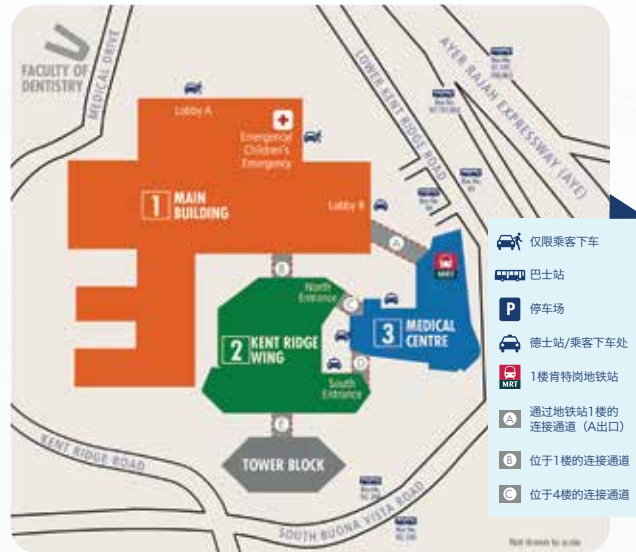 FACULTY OF
DENTISTRY
MEDICAL DRIVE
Lobby A
Emergency/
Children's
Emergency
LOWER KENT RIDGE ROAD
AYER RAJAH EXPRESSWAY (AYE)
1 MAIN
BUILDING
Lobby B
A
MRT
B
North
Entrance
C
2 KENT RIDGE
WING
3 MEDICAL
CENTRE
D
South
Entrance
E
TOWER BLOCK
KENT RIDGE ROAD
SOUTH BUONA VISTA ROAD
Not drawn to scale
仅限乘客下车
巴士站
P 停车场
德士站/乘客下车处
MRT 1楼肯特岗地铁站
A 通过地铁站1楼的
连接通道（A出口）
B 位于1楼的连接通道
C 位于4楼的连接通道